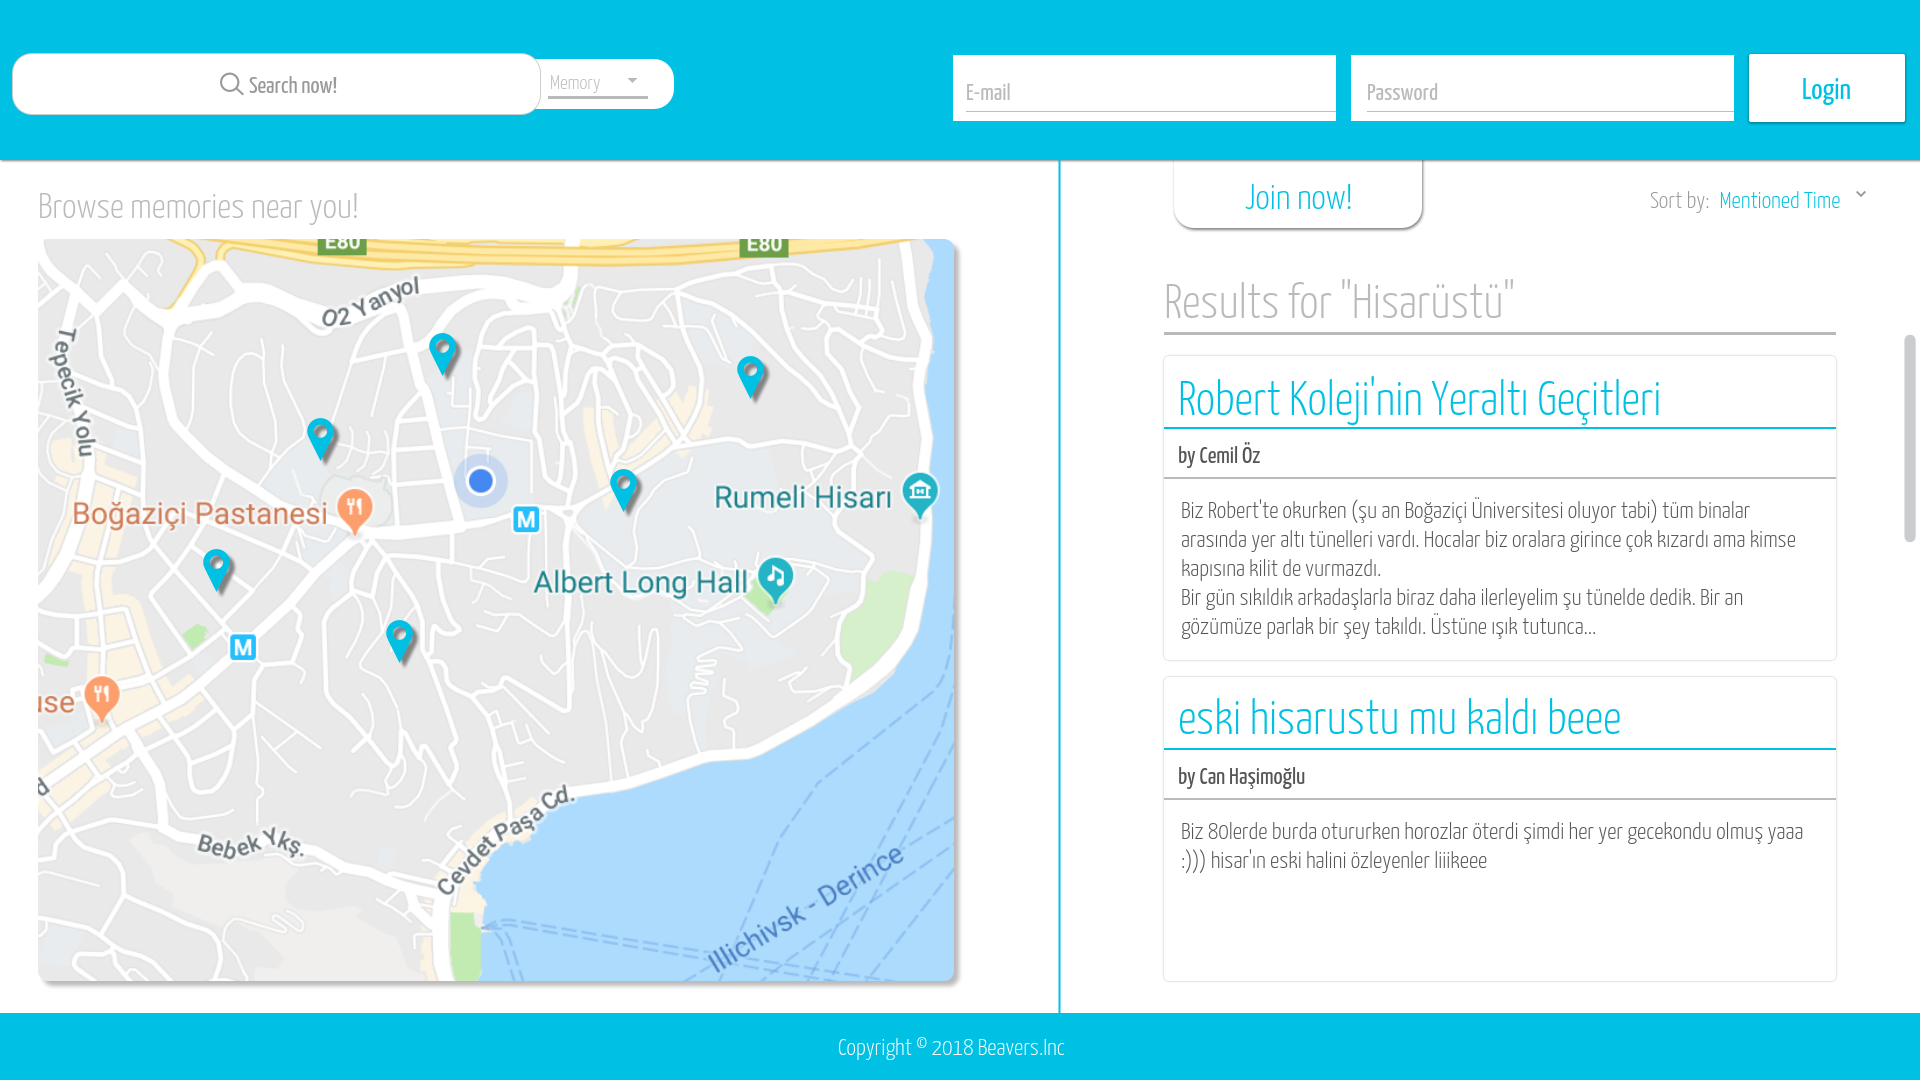 Search now!
Memory
E-mail
Password
Login
Browse memories near you!
E80
E80
O2 Yanyol
Tepecik Yolu
Boğaziçi Pastanesi
M
Rumeli Hisarı
Albert Long Hall
M
Bebek Ykş.
Cevdet Paşa Cd.
Illichivsk - Derince
Join now!
Sort by: Mentioned Time
Results for "Hisarüstü"
Robert Koleji'nin Yeraltı Geçitleri
by Cemil Öz
Biz Robert'te okurken (şu an Boğaziçi Üniversitesi oluyor tabi) tüm binalar
arasında yer altı tünelleri vardı. Hocalar biz oralara girince çok kızardı ama kimse
kapısına kilit de vurmazdı.
Bir gün sıkıldık arkadaşlarla biraz daha ilerleyelim şu tünelde dedik. Bir an
gözümüze parlak bir şey takıldı. Üstüne ışık tutunca...
eski hisarustu mu kaldı beee
by Can Haşimoğlu
Biz 80lerde burda otururken horozlar öterdi şimdi her yer gecekondu olmuş yaaa
:))) hisar'ın eski halini özleyenler liiikeee
Copyright © 2018 Beavers.Inc